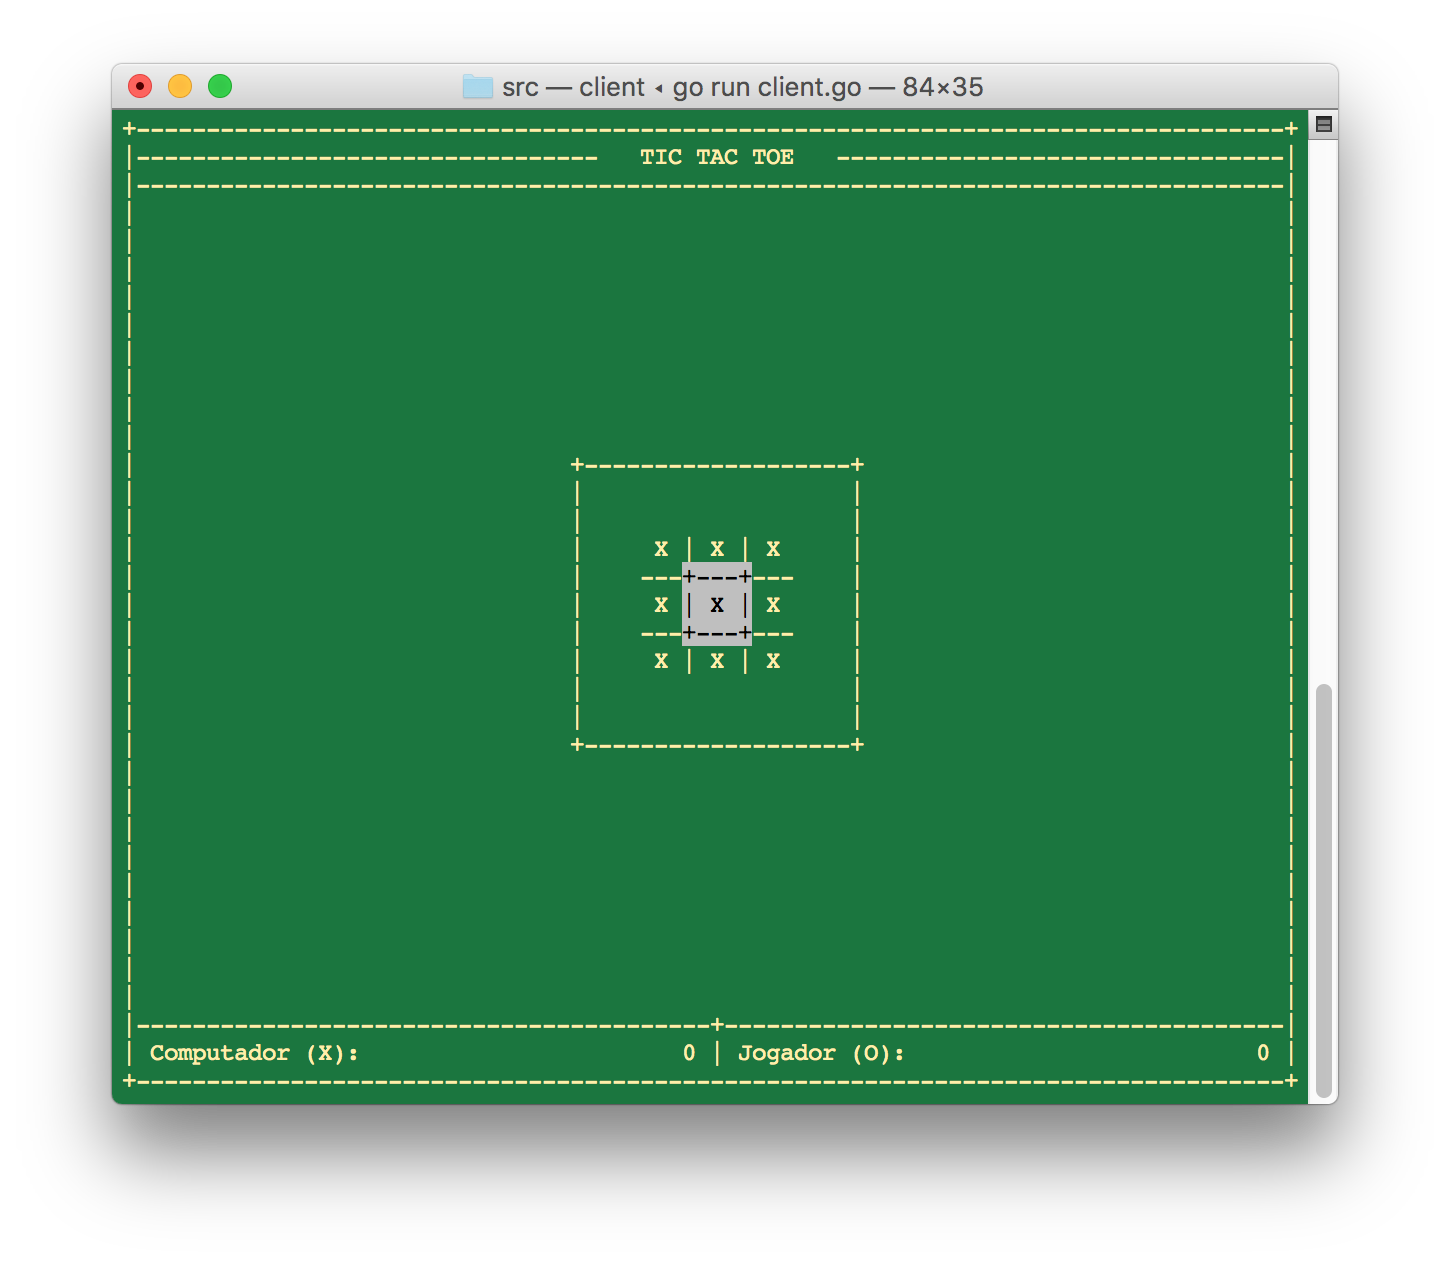 src — client ◂ go run client.go — 84×35
TIC TAC TOE
X | X | X
---+---+---
X | X | X
---+---+---
X | X | X
Computador (X): 0 | Jogador (O): 0